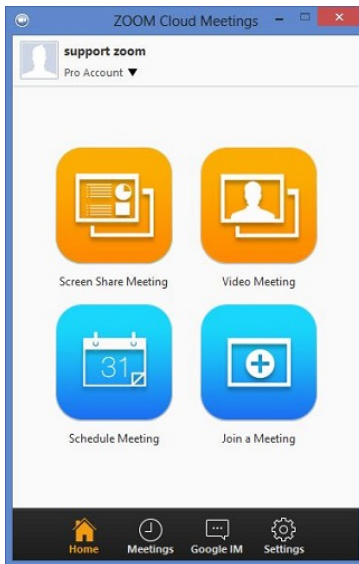 ZOOM Cloud Meetings
support zoom
Pro Account ▼
Screen Share Meeting
Video Meeting
31
Schedule Meeting
Join a Meeting
Home
Meetings
Google IM
Settings